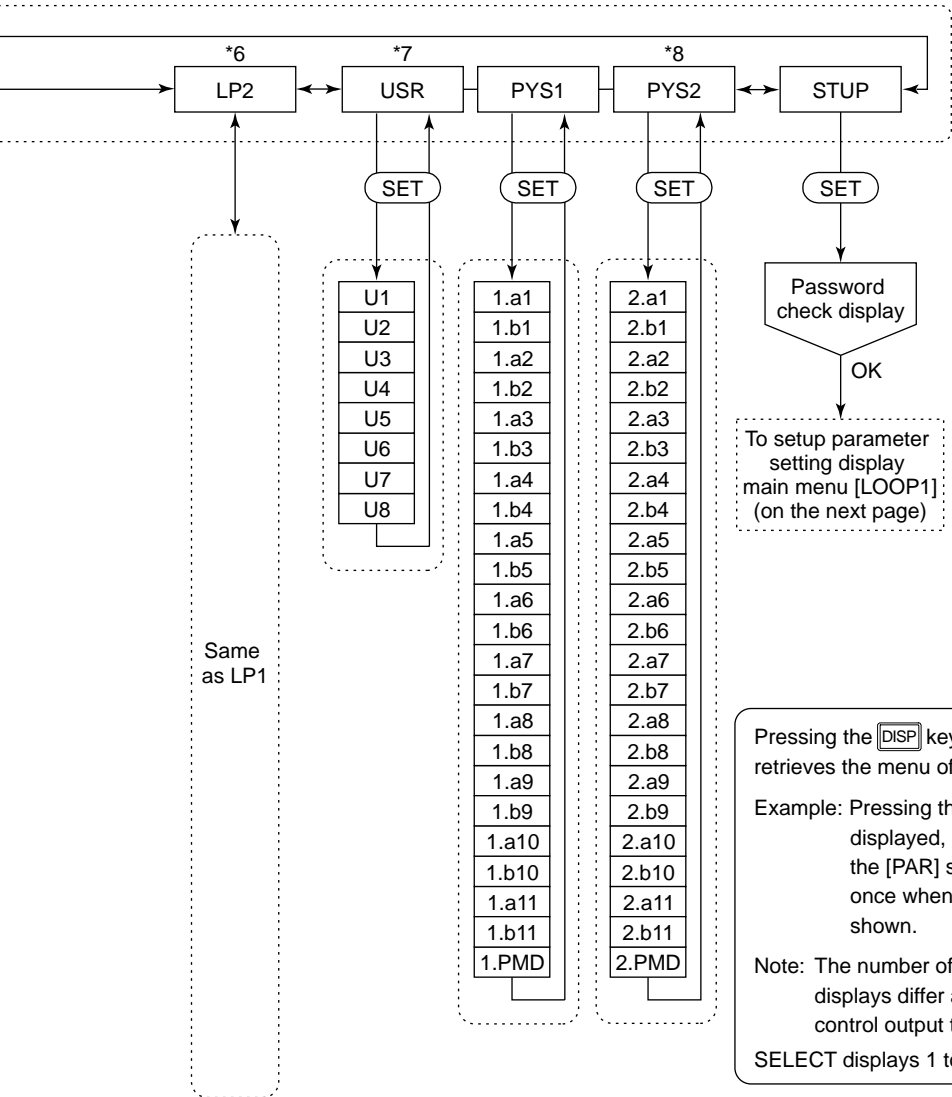 *6
*7
*8
LP2
USR
PYS1
PYS2
STUP
SET
SET
SET
SET
U1
U2
U3
U4
U5
U6
U7
U8
1.a1
1.b1
1.a2
1.b2
1.a3
1.b3
1.a4
1.b4
1.a5
1.b5
1.a6
1.b6
1.a7
1.b7
1.a8
1.b8
1.a9
1.b9
1.a10
1.b10
1.a11
1.b11
1.PMD
2.a1
2.b1
2.a2
2.b2
2.a3
2.b3
2.a4
2.b4
2.a5
2.b5
2.a6
2.b6
2.a7
2.b7
2.a8
2.b8
2.a9
2.b9
2.a10
2.b10
2.a11
2.b11
2.PMD
Password
check display
OK
To setup parameter
setting display
main menu [LOOP1]
(on the next page)
Same
as LP1
Pressing the DISP
retrieves the menu of
Example: Pressing
displayed,
the [PAR]
once when
shown.
Note: The number of
displays differ
control output
SELECT displays 1